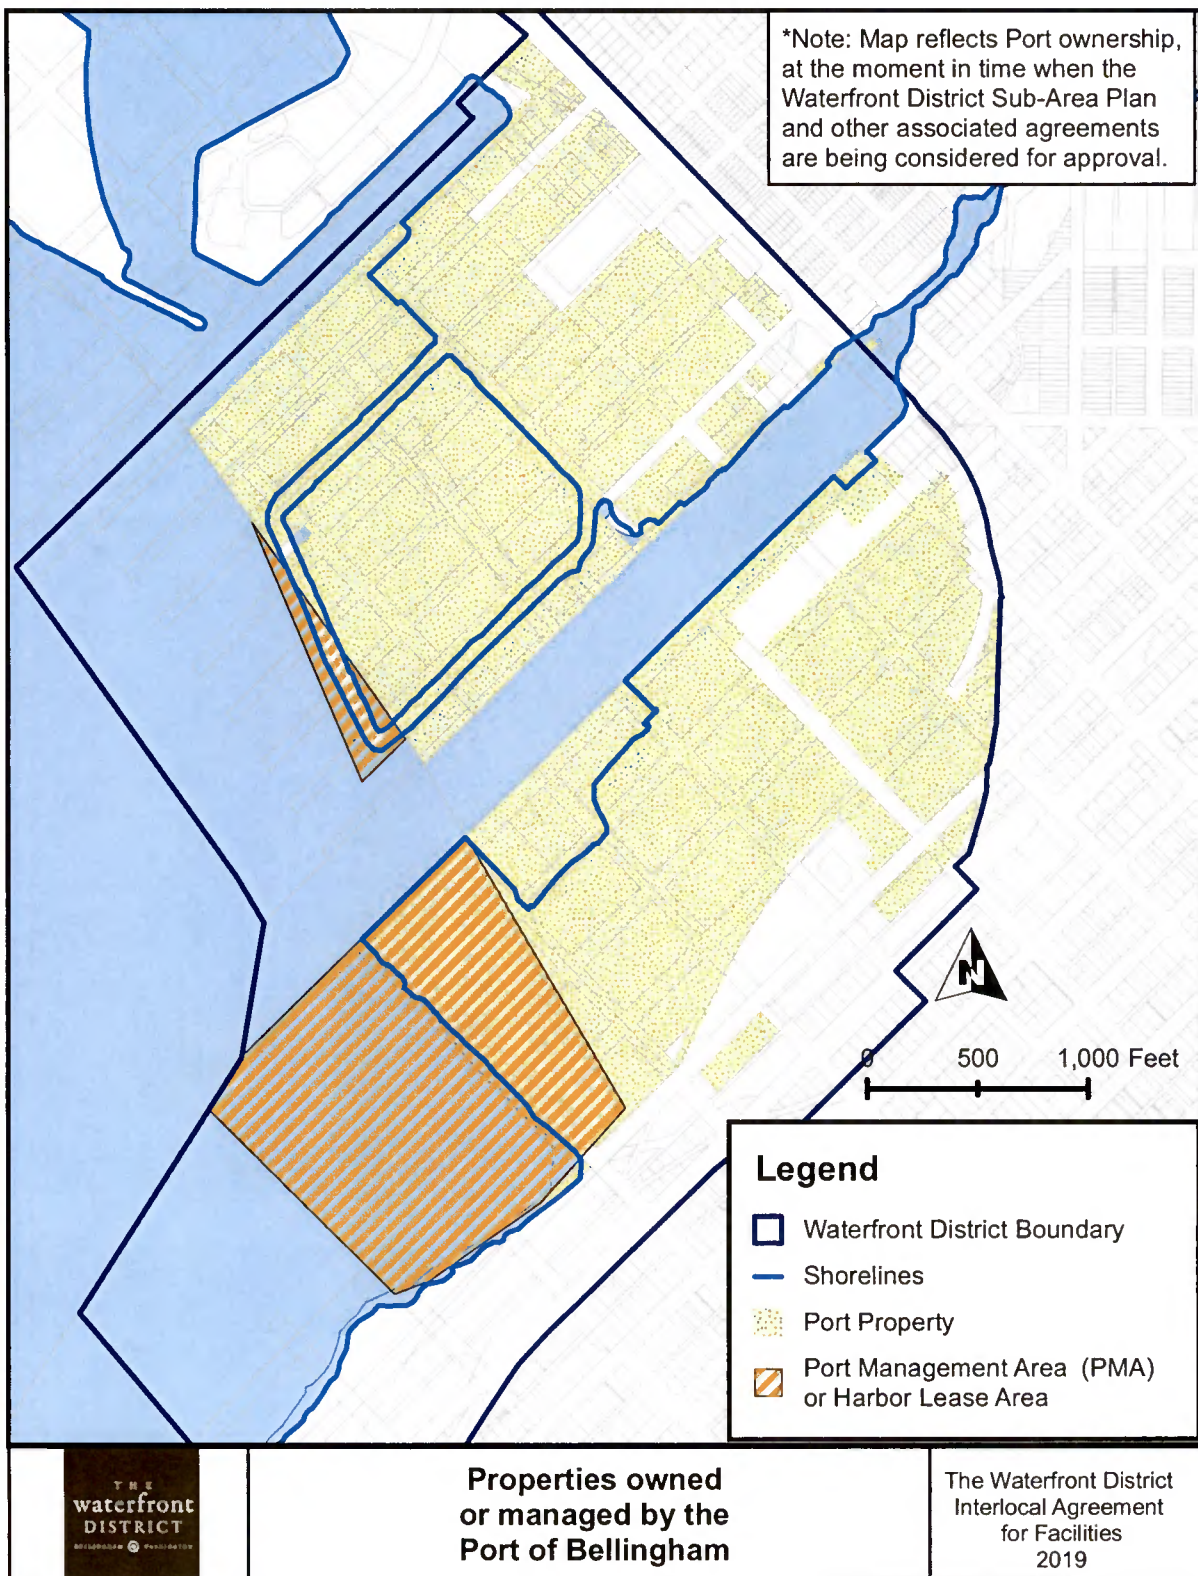 *Note: Map reflects Port ownership,
at the moment in time when the
Waterfront District Sub-Area Plan
and other associated agreements
are being considered for approval.
N
0 500 1,000 Feet
Legend
Waterfront District Boundary
Shorelines
Port Property
Port Management Area (PMA)
or Harbor Lease Area
THE
waterfront
DISTRICT
BELLINGHAM WASHINGTON
Properties owned
or managed by the
Port of Bellingham
The Waterfront District
Interlocal Agreement
for Facilities
2019